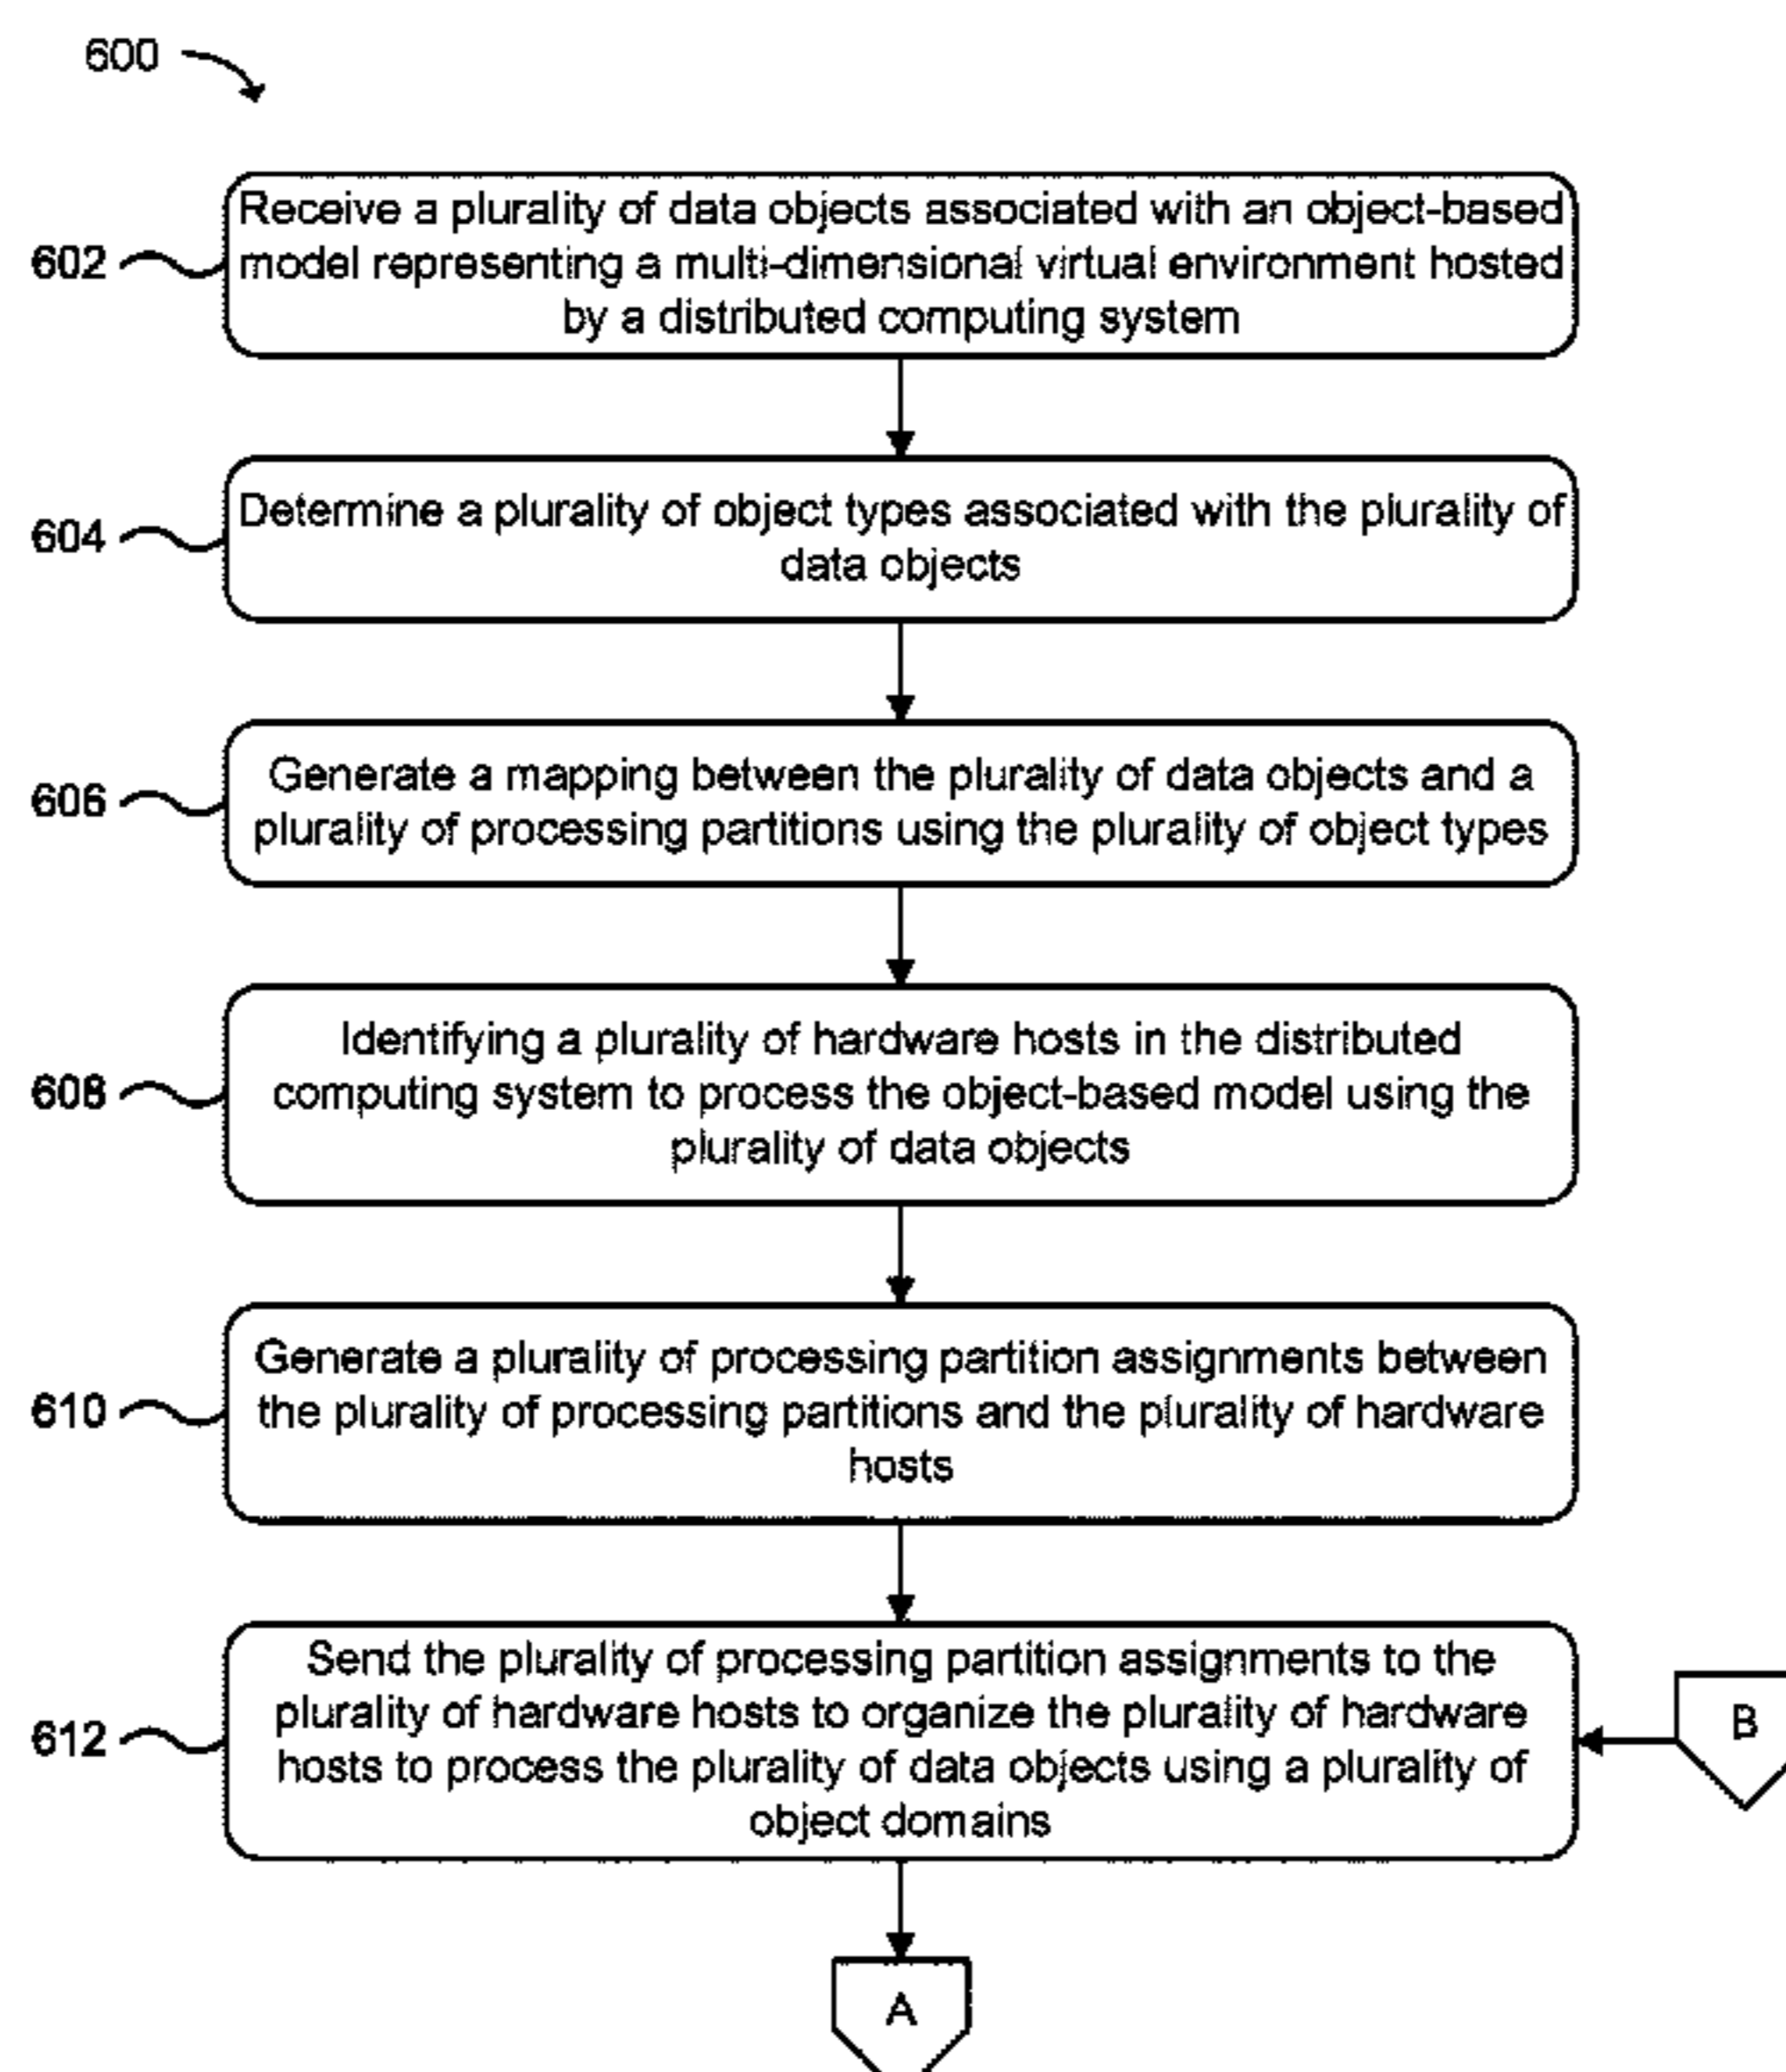 600
602
Receive a plurality of data objects associated with an object-based
model representing a multi-dimensional virtual environment hosted
by a distributed computing system
604
Determine a plurality of object types associated with the plurality of
data objects
606
Generate a mapping between the plurality of data objects and a
plurality of processing partitions using the plurality of object types
608
Identifying a plurality of hardware hosts in the distributed
computing system to process the object-based model using the
plurality of data objects
610
Generate a plurality of processing partition assignments between
the plurality of processing partitions and the plurality of hardware
hosts
612
Send the plurality of processing partition assignments to the
plurality of hardware hosts to organize the plurality of hardware
hosts to process the plurality of data objects using a plurality of
object domains
B
A